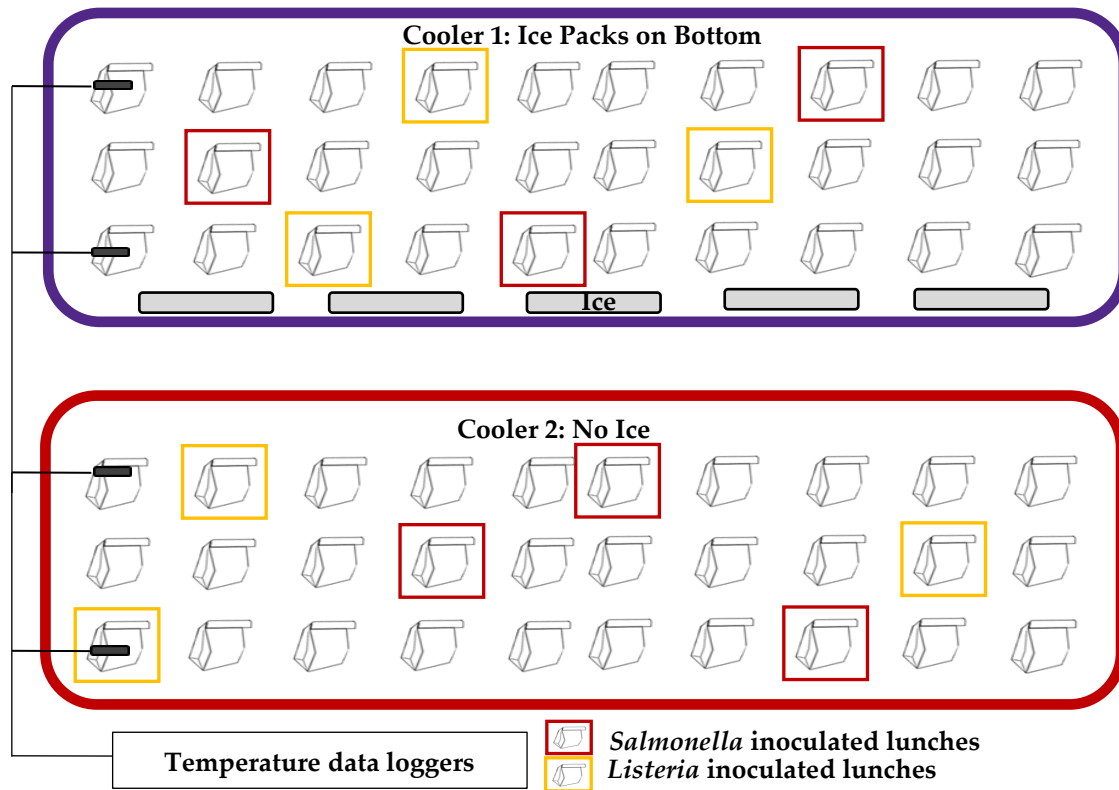 Cooler 1: Ice Packs on Bottom
Ice
Cooler 2: No Ice
Temperature data loggers
Salmonella inoculated lunches
Listeria inoculated lunches